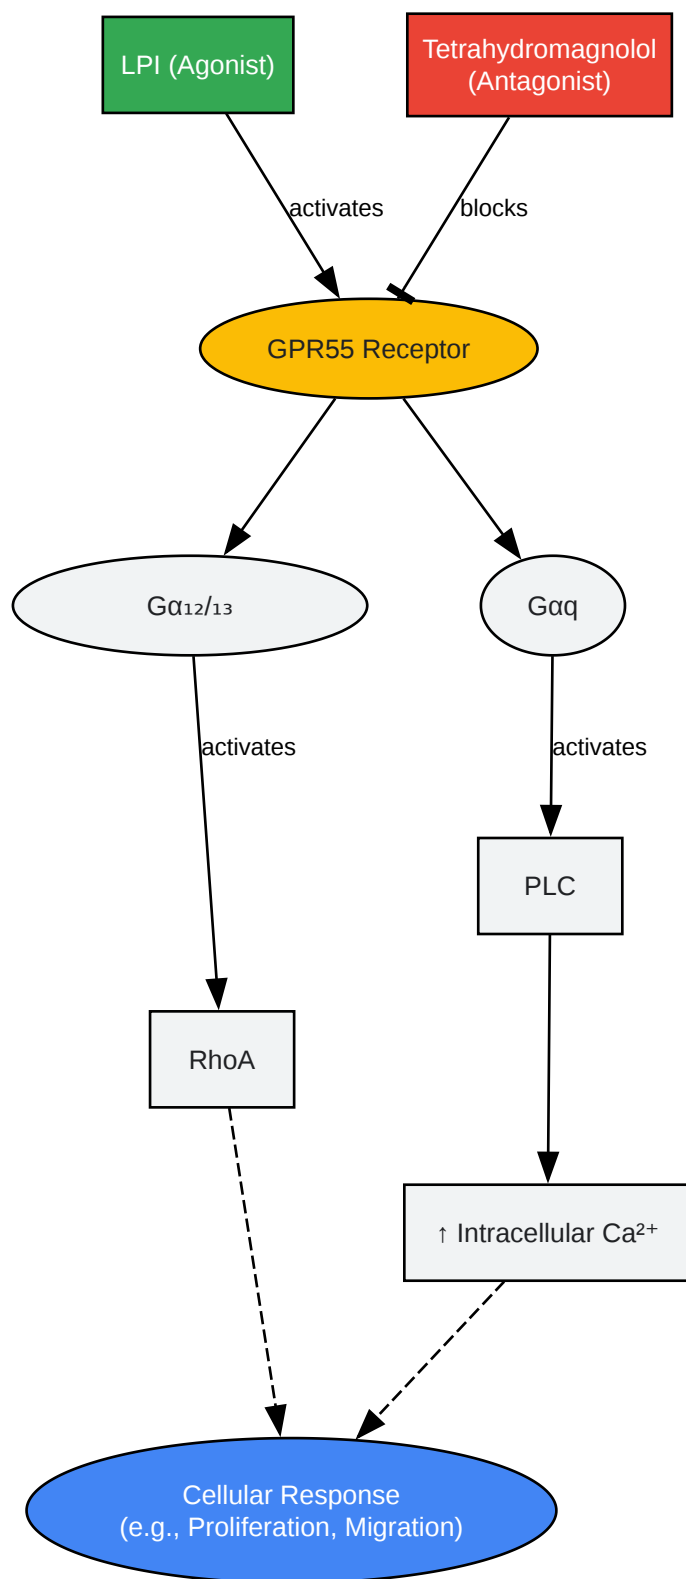 LPI (Agonist)
Tetrahydromagnolol
(Antagonist)
activates
blocks
GPR55 Receptor
Gα₁₂/₁₃
Gαq
activates
activates
PLC
RhoA
↑ Intracellular Ca²⁺
Cellular Response
(e.g., Proliferation, Migration)